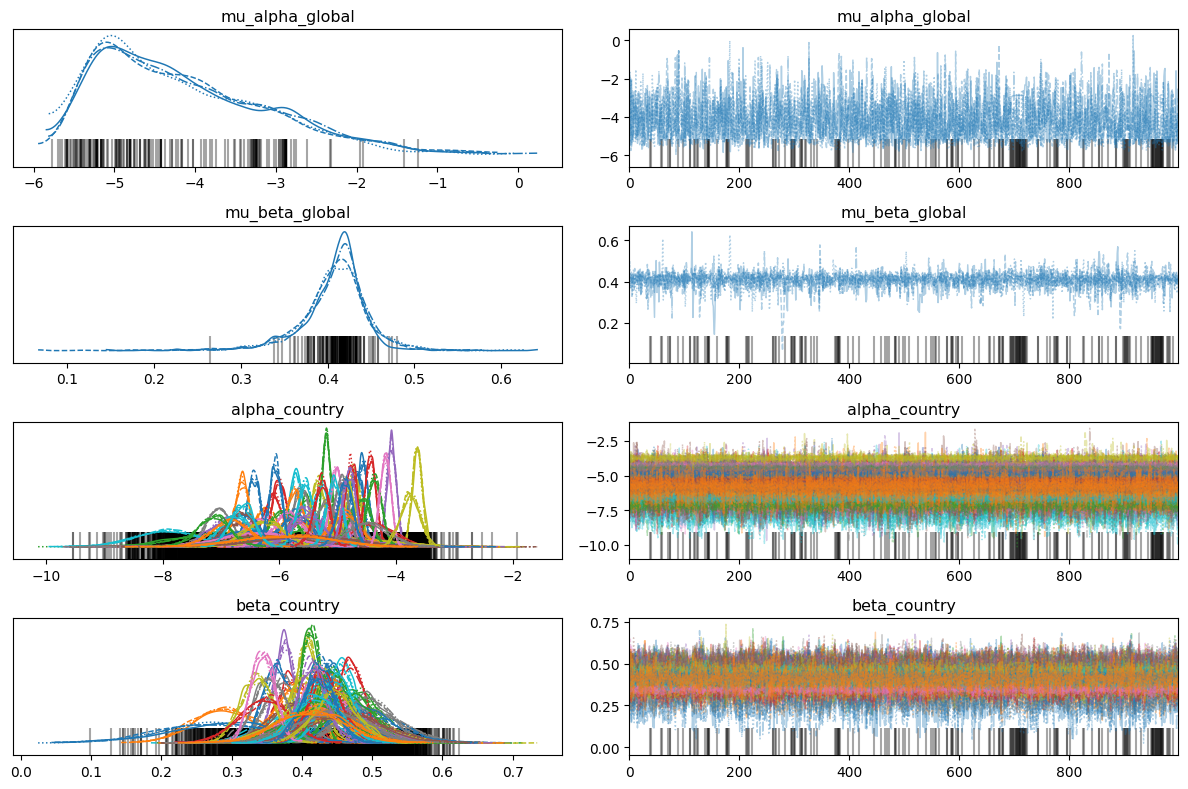 mu_alpha_global
mu_alpha_global
0
−2
−4
−6
−6 −5 −4 −3 −2 −1 0
0 200 400 600 800
mu_beta_global
mu_beta_global
0.6
0.4
0.2
0.1 0.2 0.3 0.4 0.5 0.6
0 200 400 600 800
alpha_country
alpha_country
−2.5
−5.0
−7.5
−10.0
−10 −8 −6 −4 −2
0 200 400 600 800
beta_country
beta_country
0.75
0.50
0.25
0.00
0.0 0.1 0.2 0.3 0.4 0.5 0.6 0.7
0 200 400 600 800